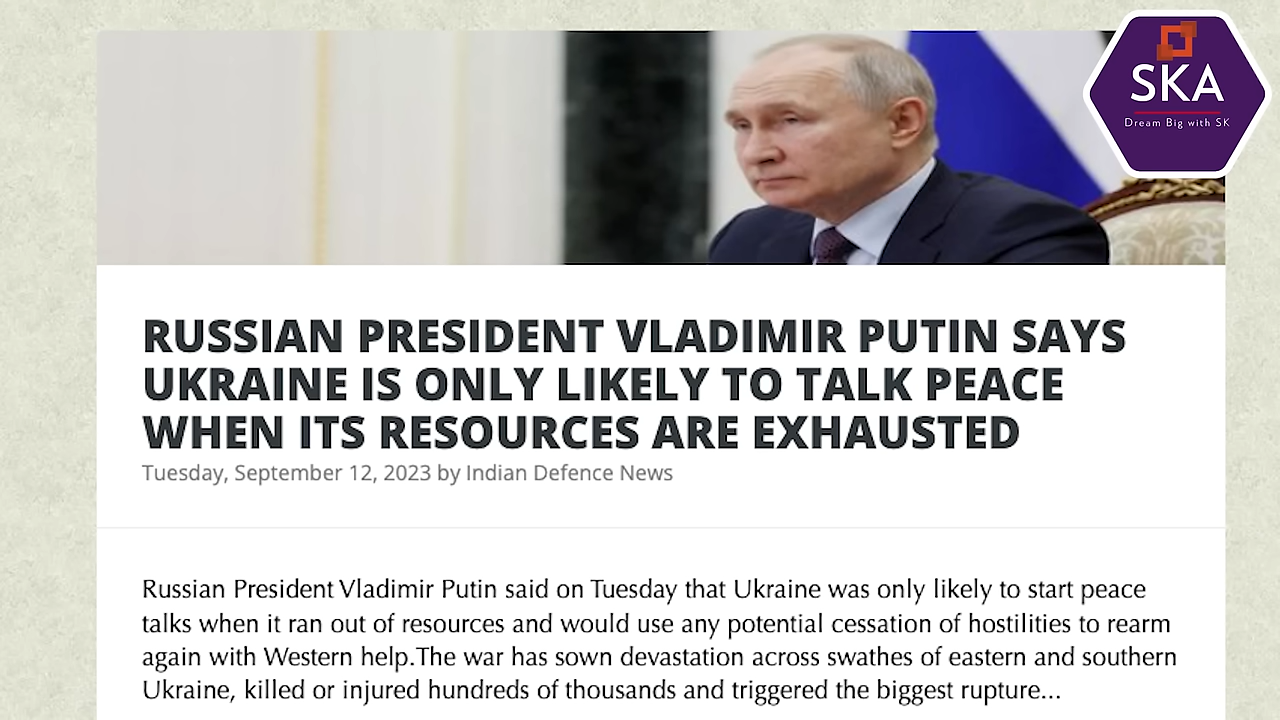 SKA
Dream Big with SK
RUSSIAN PRESIDENT VLADIMIR PUTIN SAYS
UKRAINE IS ONLY LIKELY TO TALK PEACE
WHEN ITS RESOURCES ARE EXHAUSTED
Tuesday, September 12, 2023 by Indian Defence News
Russian President Vladimir Putin said on Tuesday that Ukraine was only likely to start peace
talks when it ran out of resources and would use any potential cessation of hostilities to rearm
again with Western help.The war has sown devastation across swathes of eastern and southern
Ukraine, killed or injured hundreds of thousands and triggered the biggest rupture...